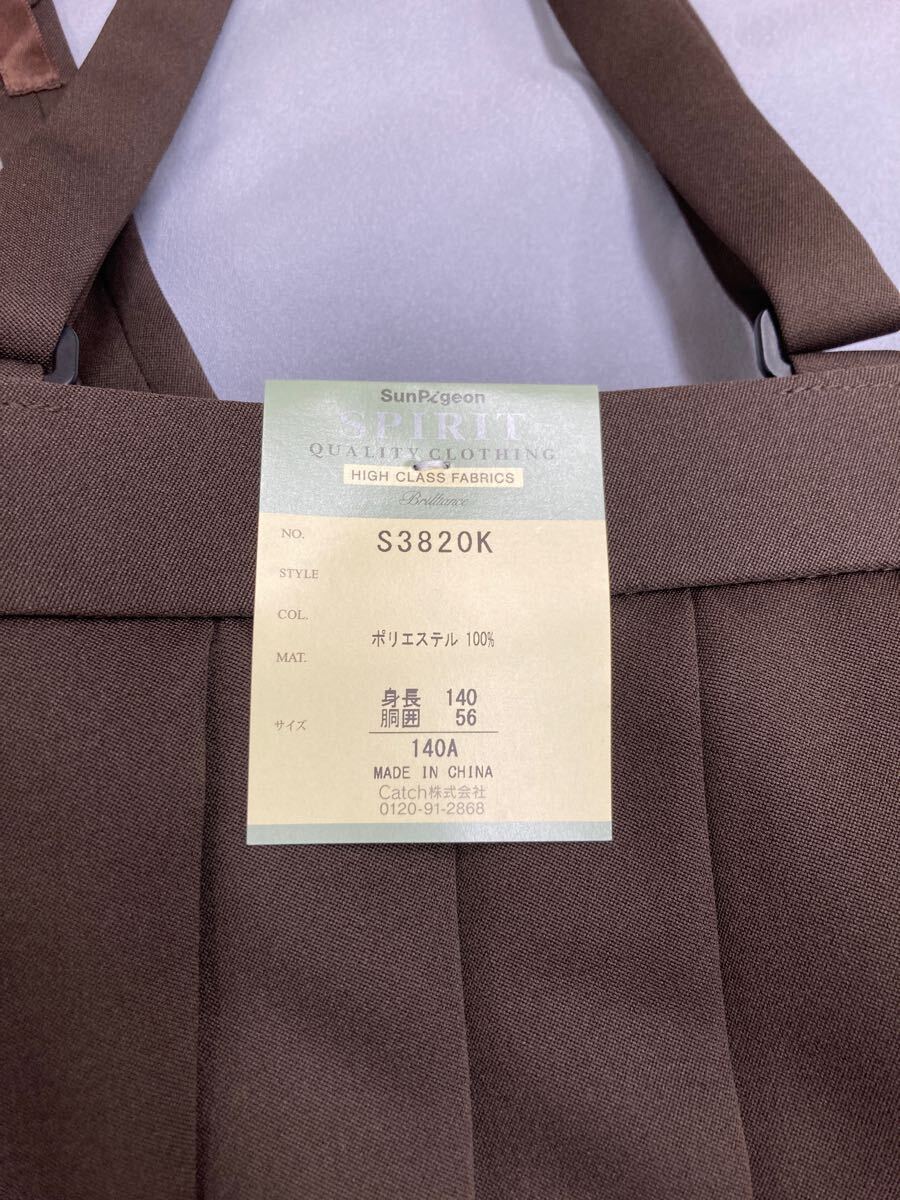 SunPigeon
SPIRIT
QUALITY CLOTHING
HIGH CLASS FABRICS
Brilliance
NO. S3820K
STYLE
COL.
ポリエステル 100%
MAT.
身長 140
サイズ 胴囲 56
140A
MADE IN CHINA
Catch株式会社
0120-91-2868